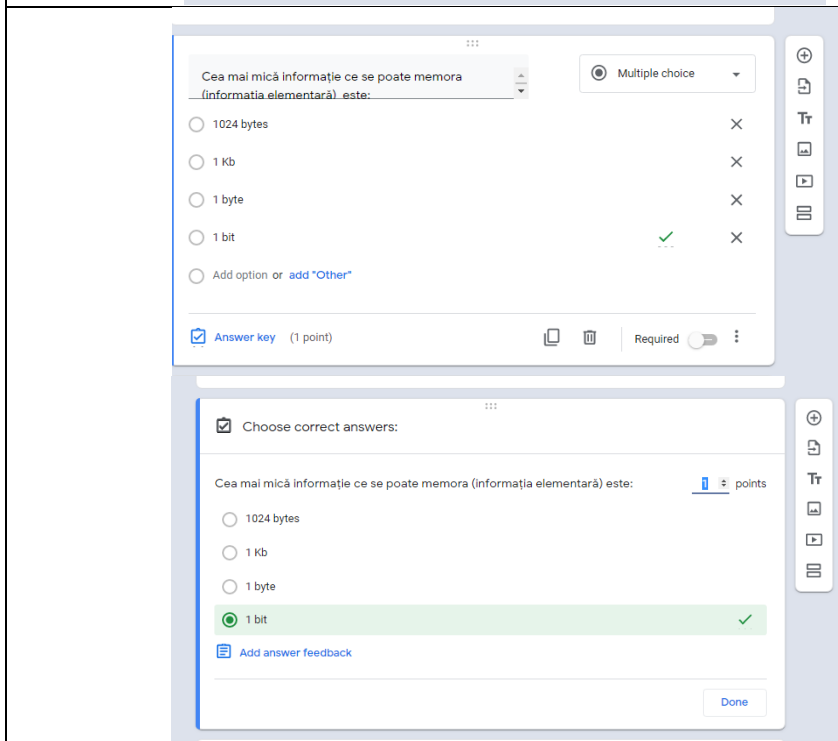 Cea mai mică informație ce se poate memora
(informația elementară) este:
Multiple choice
1024 bytes
1 Kb
1 byte
1 bit
Add option or add "Other"
Answer key (1 point)
Required
Choose correct answers:
Cea mai mică informație ce se poate memora (informația elementară) este:
1 points
1024 bytes
1 Kb
1 byte
1 bit
Add answer feedback
Done